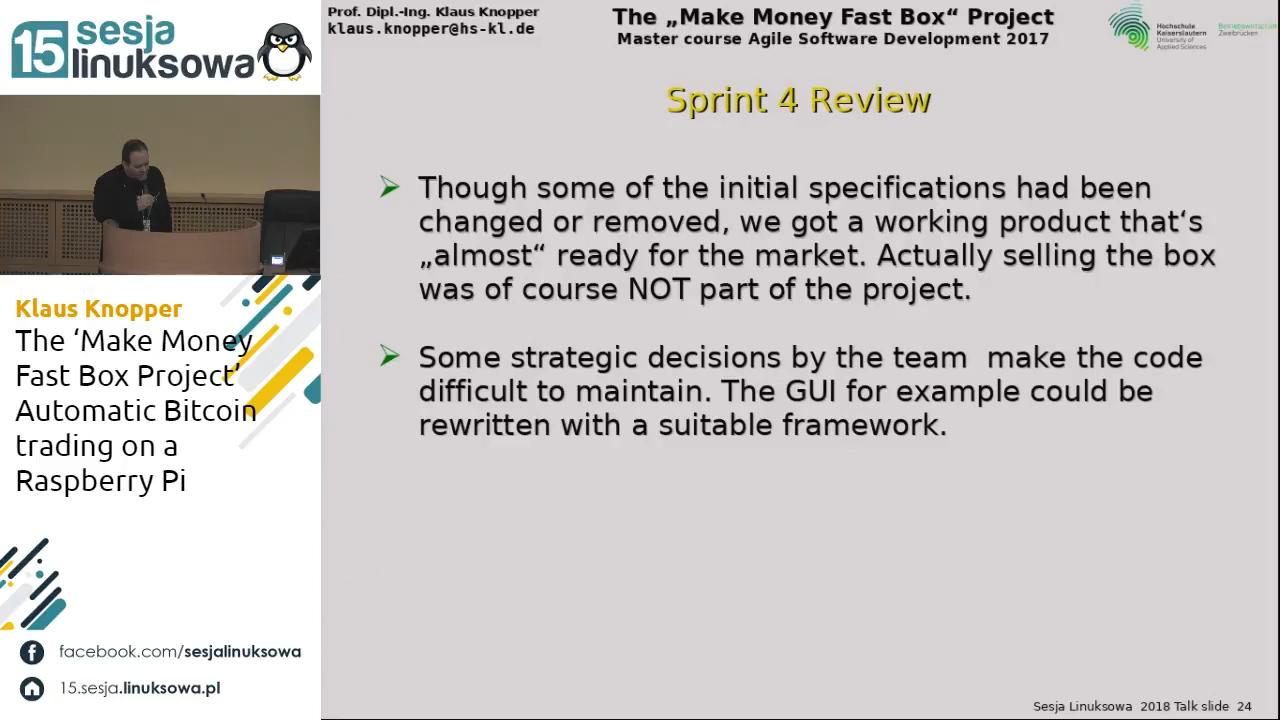 15 sesja
linuksowa
Klaus Knopper
The ‘Make Money
Fast Box Project’
Automatic Bitcoin
trading on a
Raspberry Pi
facebook.com/sesjalinuksowa
15.sesja.linuksowa.pl
Prof. Dipl.-Ing. Klaus Knopper
klaus.knopper@hs-kl.de
The „Make Money Fast Box“ Project
Master course Agile Software Development 2017
Hochschule
Kaiserslautern
University of
Applied Sciences
Betriebswirtschaft
Zweibrücken
Sprint 4 Review
Though some of the initial specifications had been
changed or removed, we got a working product that‘s
„almost“ ready for the market. Actually selling the box
was of course NOT part of the project.
Some strategic decisions by the team  make the code
difficult to maintain. The GUI for example could be
rewritten with a suitable framework.
Sesja Linuksowa  2018 Talk slide  24